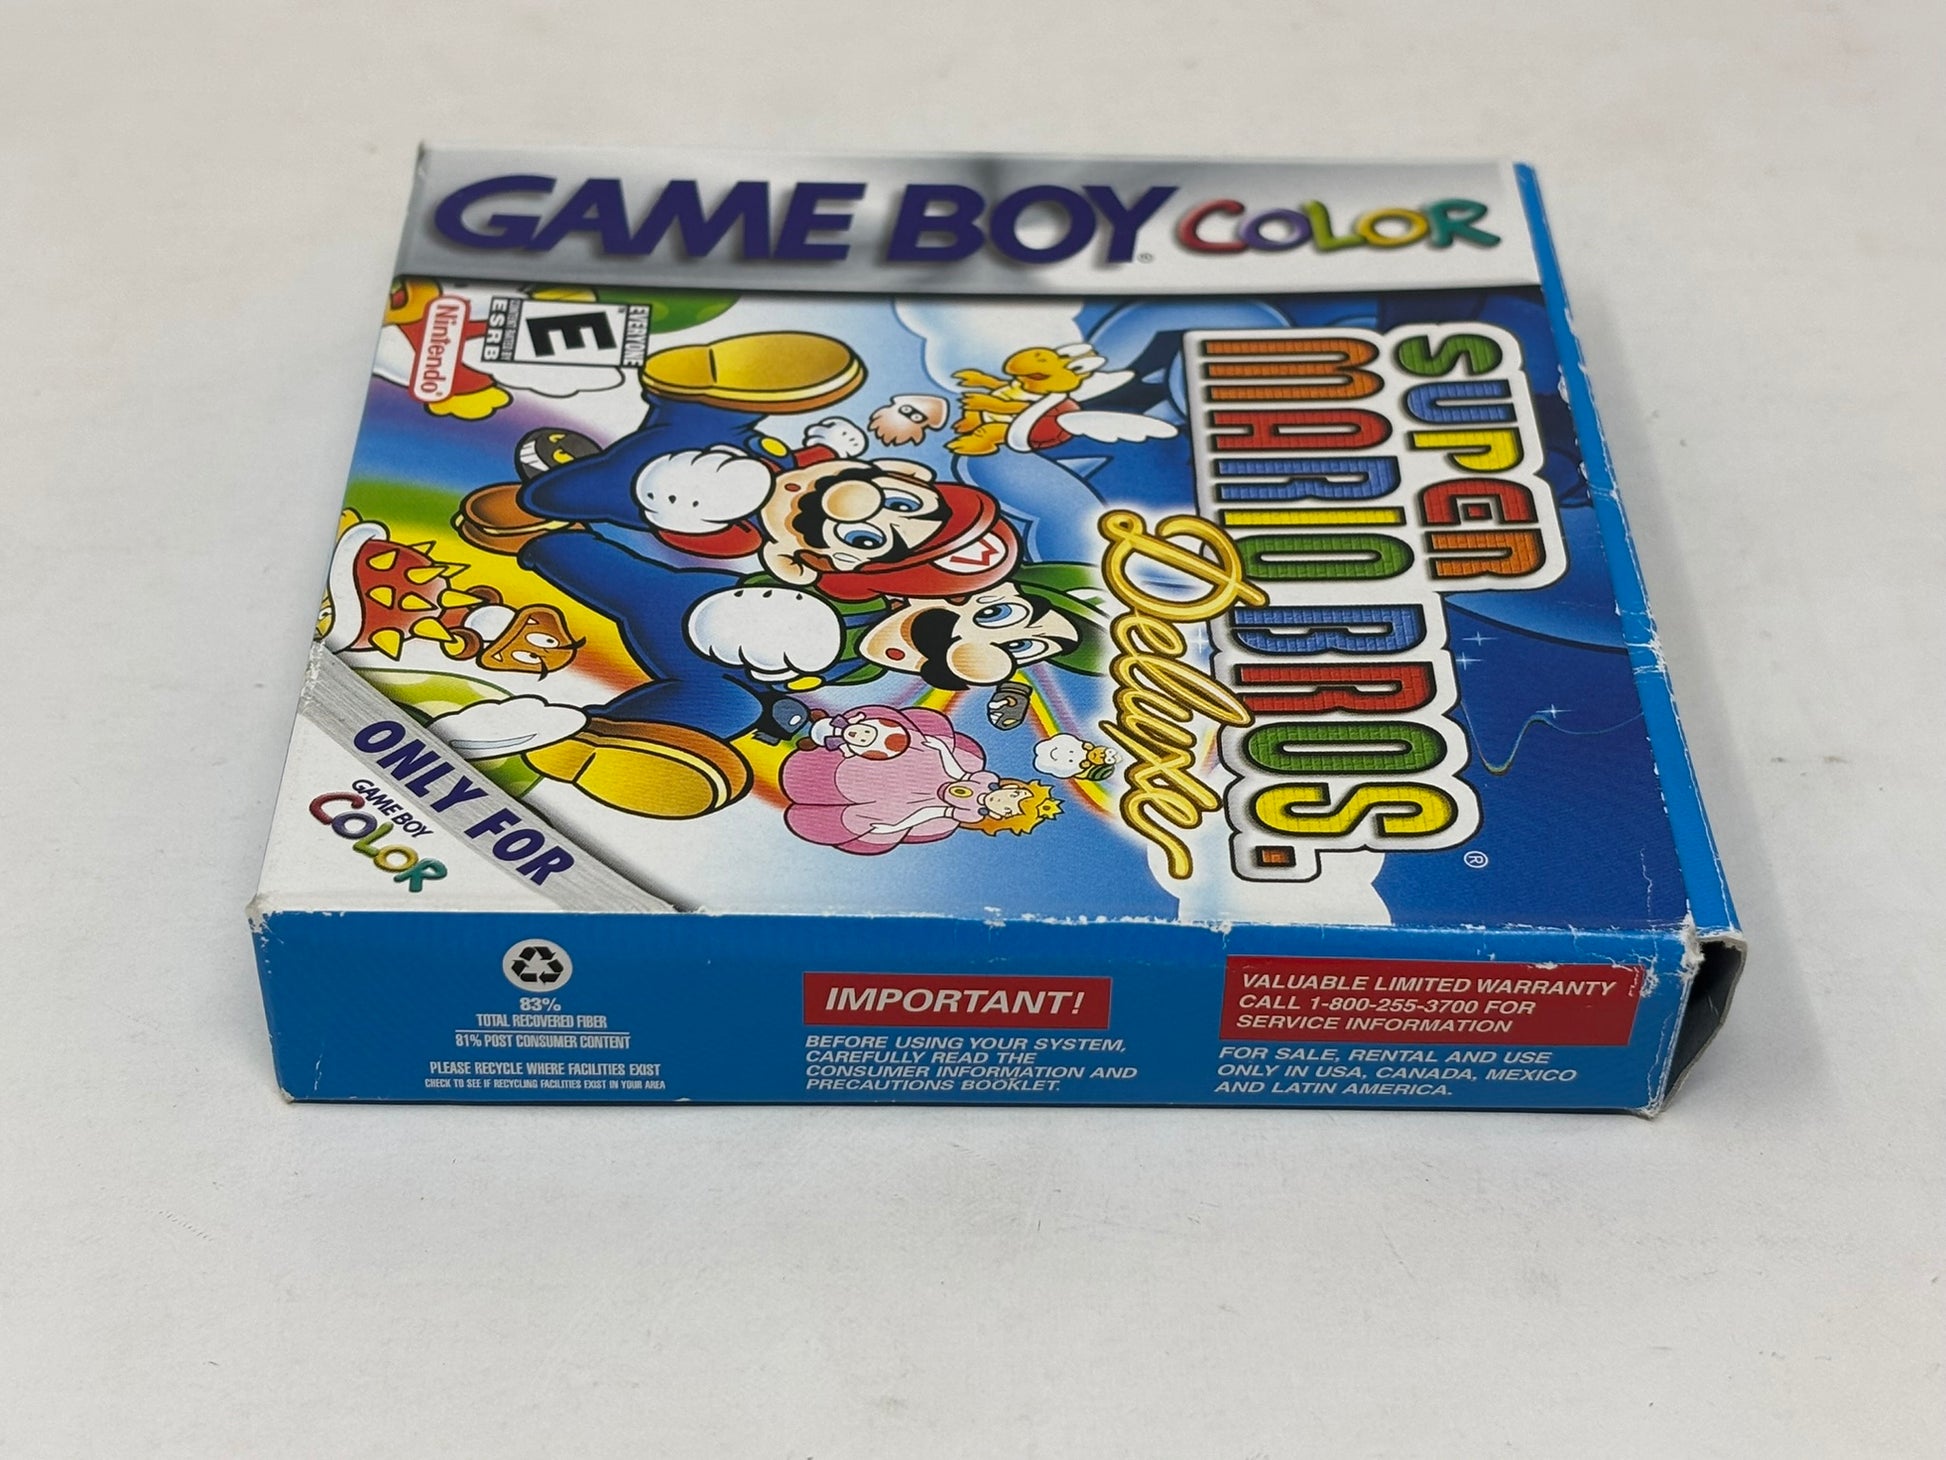 GAME BOY COLOR
SUPER
MARIO BROS.®
Deluxe
EVERYONE
E
CONTENT RATED BY
ESRB
Nintendo®
ONLY FOR
GAME BOY
COLOR
83%
TOTAL RECOVERED FIBER
81% POST CONSUMER CONTENT
PLEASE RECYCLE WHERE FACILITIES EXIST
CHECK TO SEE IF RECYCLING FACILITIES EXIST IN YOUR AREA
IMPORTANT!
BEFORE USING YOUR SYSTEM,
CAREFULLY READ THE
CONSUMER INFORMATION AND
PRECAUTIONS BOOKLET.
VALUABLE LIMITED WARRANTY
CALL 1-800-255-3700 FOR
SERVICE INFORMATION
FOR SALE, RENTAL AND USE
ONLY IN USA, CANADA, MEXICO
AND LATIN AMERICA.